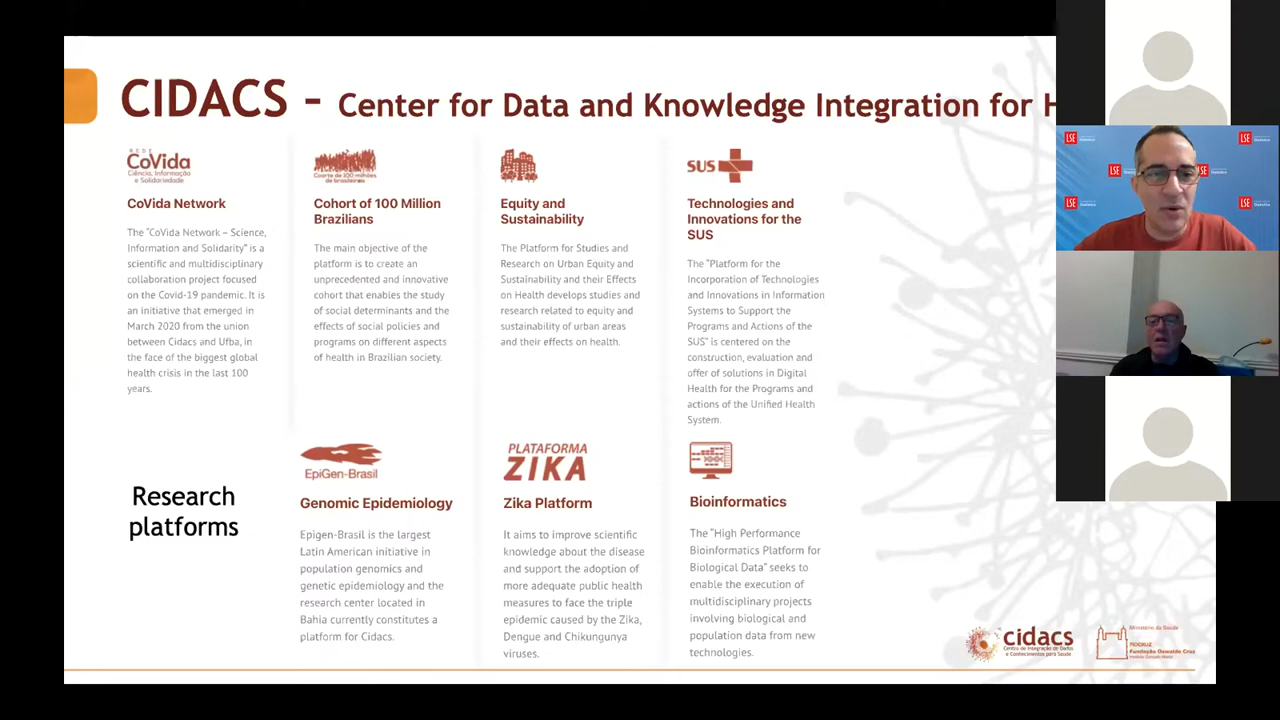 CIDACS - Center for Data and Knowledge Integration for H
REDE
CoVida
Ciência, Informação
e Solidariedade
CoVida Network
The "CoVida Network – Science,
Information and Solidarity" is a
scientific and multidisciplinary
collaboration project focused
on the Covid-19 pandemic. It is
an initiative that emerged in
March 2020 from the union
between Cidacs and Ufba, in
the face of the biggest global
health crisis in the last 100
years.
Coorte de 100 milhões
de brasileiros
Cohort of 100 Million
Brazilians
The main objective of the
platform is to create an
unprecedented and innovative
cohort that enables the study
of social determinants and the
effects of social policies and
programs on different aspects
of health in Brazilian society.
Equity and
Sustainability
The Platform for Studies and
Research on Urban Equity and
Sustainability and their Effects
on Health develops studies and
research related to equity and
sustainability of urban areas
and their effects on health.
SUS
Technologies and
Innovations for the
SUS
The "Platform for the
Incorporation of Technologies
and Innovations in Information
Systems to Support the
Programs and Actions of the
SUS" is centered on the
construction, evaluation and
offer of solutions in Digital
Health for the Programs and
actions of the Unified Health
System.
Research
platforms
EpiGen-Brasil
Genomic Epidemiology
Epigen-Brasil is the largest
Latin American initiative in
population genomics and
genetic epidemiology and the
research center located in
Bahia currently constitutes a
platform for Cidacs.
PLATAFORMA
ZIKA
Zika Platform
It aims to improve scientific
knowledge about the disease
and support the adoption of
more adequate public health
measures to face the triple
epidemic caused by the Zika,
Dengue and Chikungunya
viruses.
Bioinformatics
The "High Performance
Bioinformatics Platform for
Biological Data" seeks to
enable the execution of
multidisciplinary projects
involving biological and
population data from new
technologies.
cidacs
Centro de Integração de Dados
e Conhecimentos para Saúde
Ministério da Saúde
FIOCRUZ
Fundação Oswaldo Cruz
Instituto Gonçalo Moniz
LSE
LSE
LSE
LSE
LSE
LSE